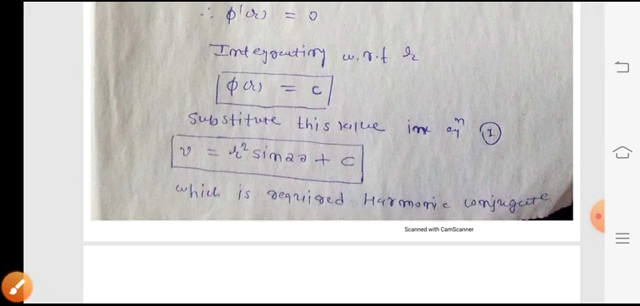 ∴ φ'(r) = 0
Integrating w.r.t r
φ(r) = c
Substitute this value in eqⁿ ①
v = r² sin2θ + c
which is required Harmonic conjugate
Scanned with CamScanner